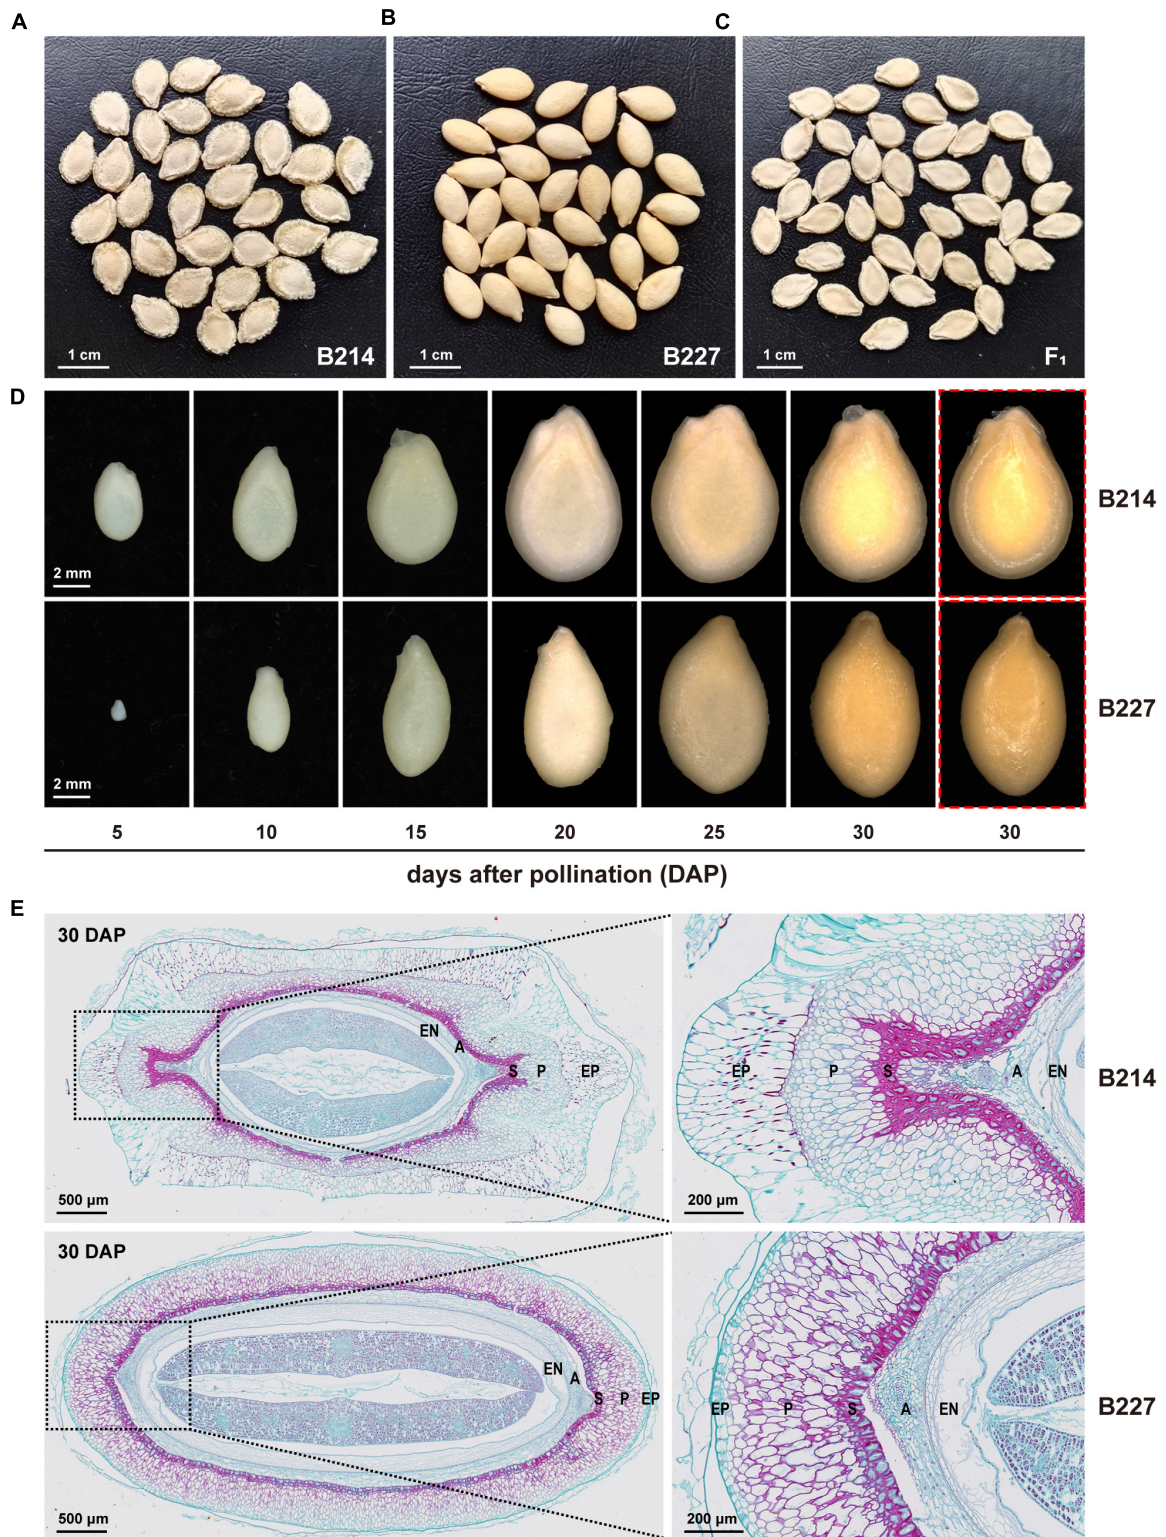 A
B
C
1 cm
B214
1 cm
B227
1 cm
F₁
D
2 mm
B214
2 mm
B227
5
10
15
20
25
30
30
days after pollination (DAP)
E
30 DAP
EN
A
S
P
EP
500 µm
EP
P
S
A
EN
200 µm
B214
30 DAP
EN
A
S
P
EP
500 µm
EP
P
S
A
EN
200 µm
B227